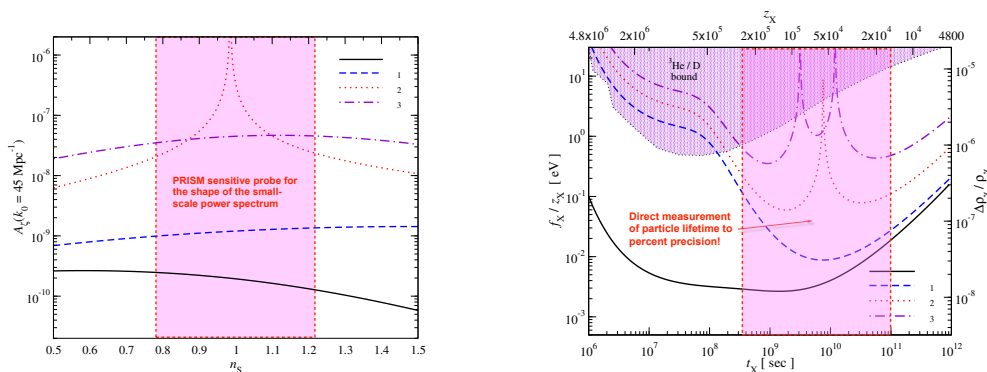 10⁻⁶
10⁻⁷
10⁻⁸
10⁻⁹
10⁻¹⁰
A_ζ(k₀ = 45 Mpc⁻¹)
1
2
3
PRISM sensitive probe for
the shape of the small-
scale power spectrum
0.5 0.6 0.7 0.8 0.9 1 1.1 1.2 1.3 1.4 1.5
n_S
z_X
4.8x10⁶ 2x10⁶ 5x10⁵ 2x10⁵ 10⁵ 5x10⁴ 2x10⁴ 10⁴ 4800
10¹
10⁰
10⁻¹
10⁻²
10⁻³
f_X / z_X [ eV ]
³He / D
bound
Direct measurement
of particle lifetime to
percent precision!
1
2
3
10⁻⁵
10⁻⁶
10⁻⁷
10⁻⁸
Δρ_γ / ρ_γ
10⁶ 10⁷ 10⁸ 10⁹ 10¹⁰ 10¹¹ 10¹²
t_X [ sec ]